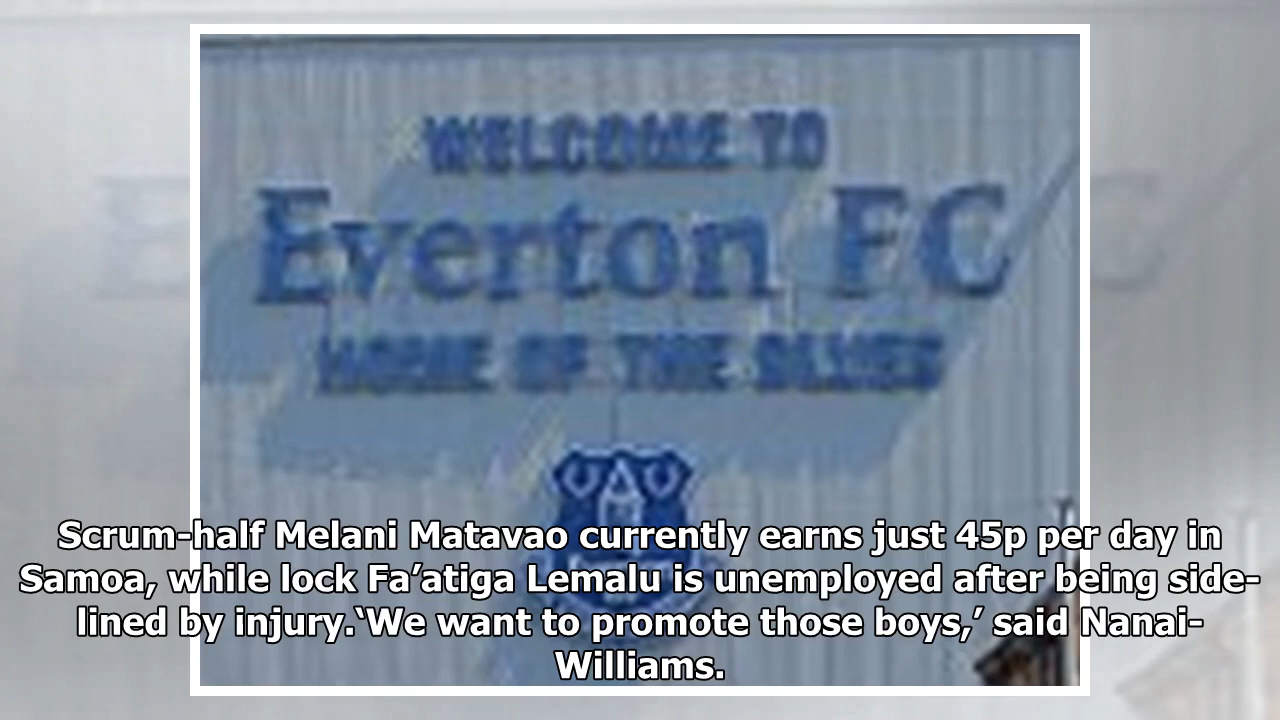 WELCOME TO
Everton FC
HOME OF THE BLUES
Scrum-half Melani Matavao currently earns just 45p per day in
Samoa, while lock Fa’atiga Lemalu is unemployed after being side-
lined by injury.‘We want to promote those boys,’ said Nanai-
Williams.